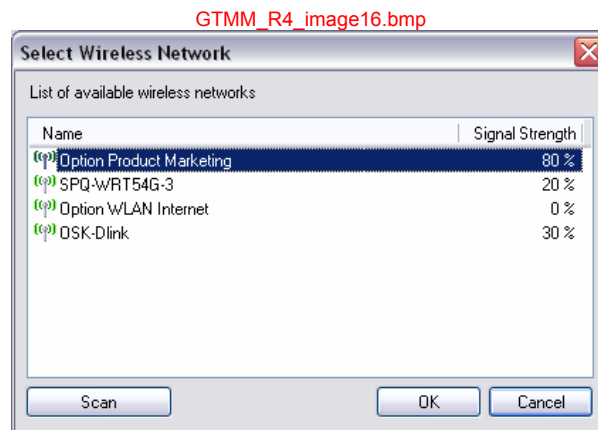 GTMM_R4_image16.bmp
Select Wireless Network
List of available wireless networks
Name Signal Strength
Option Product Marketing 80 %
SPQ-WRT54G-3 20 %
Option WLAN Internet 0 %
OSK-Dlink 30 %
Scan OK Cancel